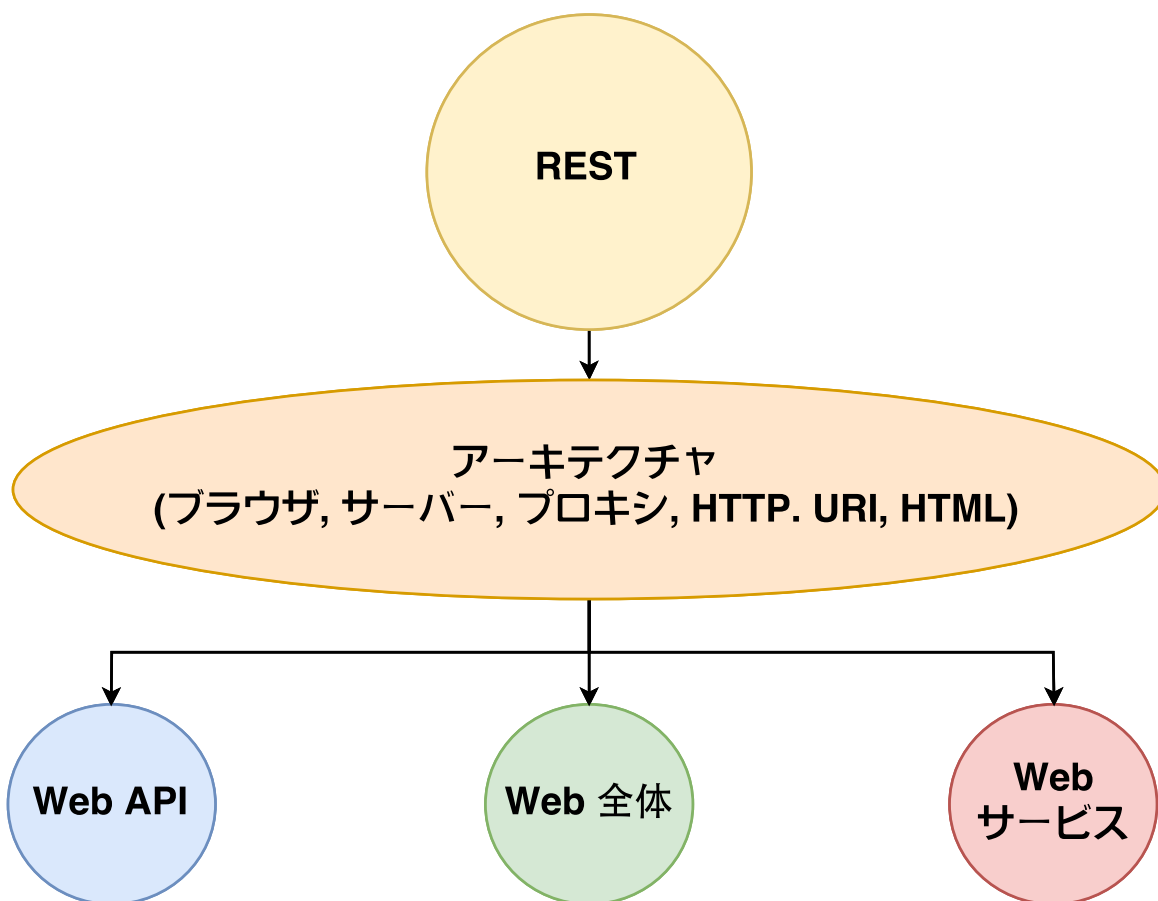 REST
アーキテクチャ
(ブラウザ, サーバー, プロキシ, HTTP. URI, HTML)
Web API
Web 全体
Web
サービス